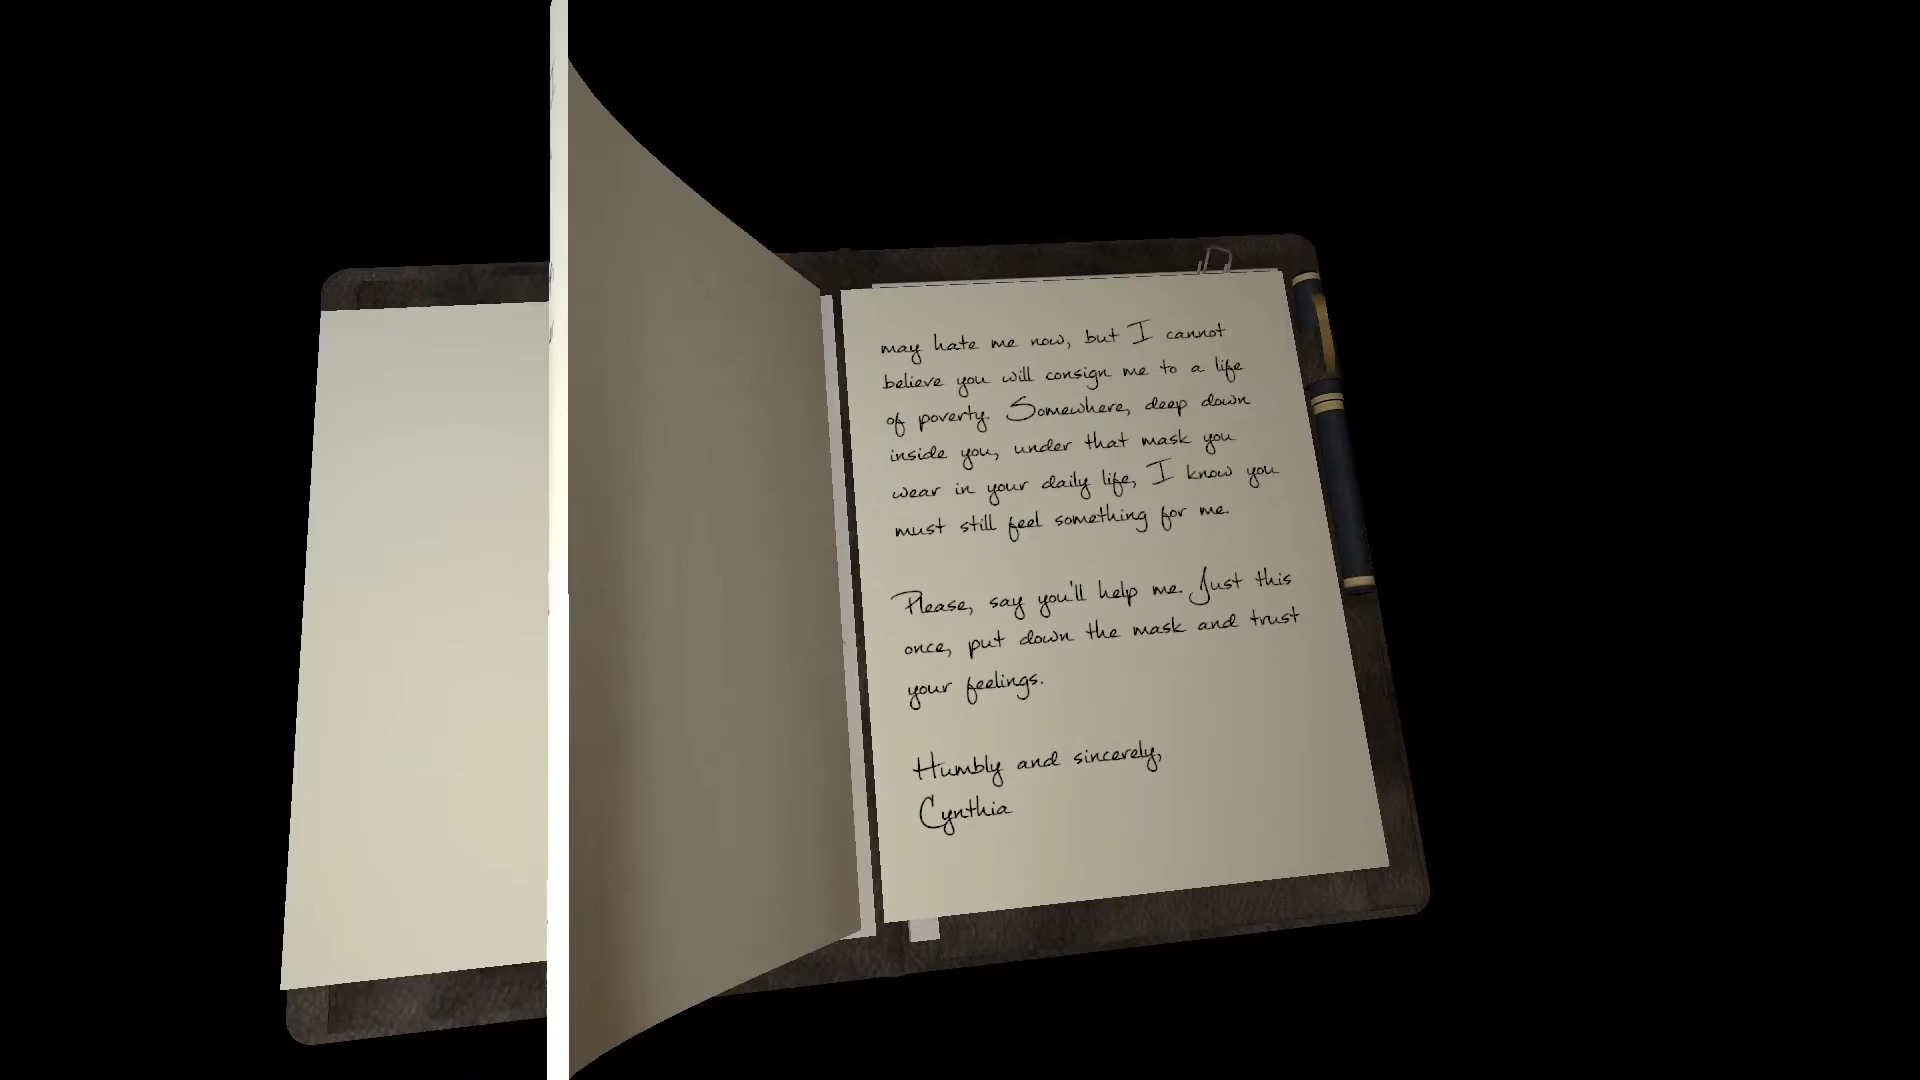 may hate me now, but I cannot
believe you will consign me to a life
of poverty. Somewhere, deep down
inside you, under that mask you
wear in your daily life, I know you
must still feel something for me.
Please, say you'll help me. Just this
once, put down the mask and trust
your feelings.
Humbly and sincerely,
Cynthia